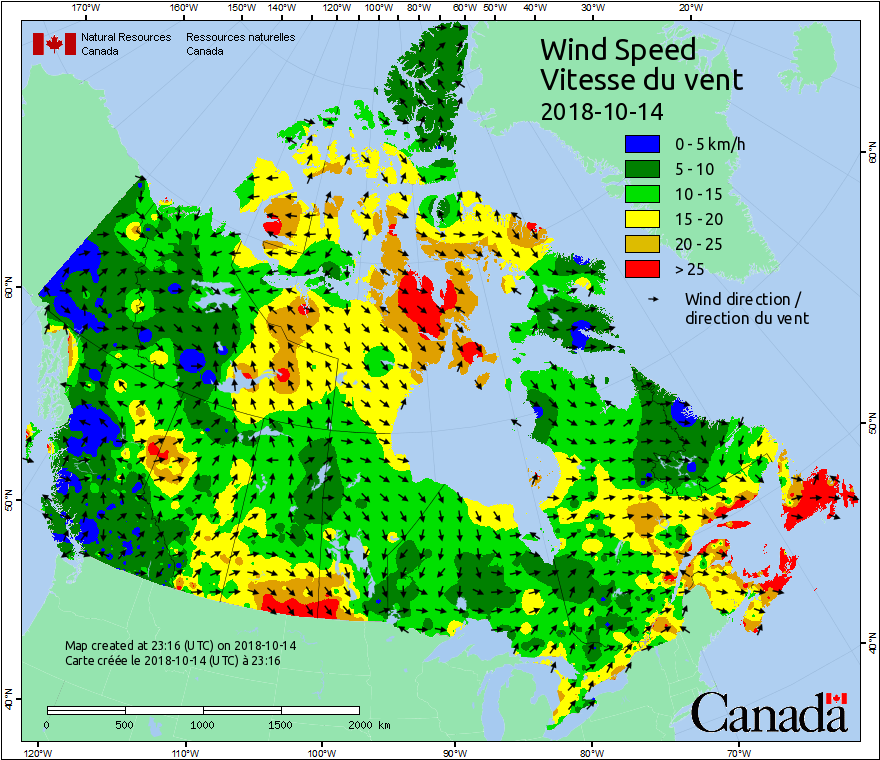 170°W 160°W 150°W 140°W 130°W 120°W 110°W 100°W 90°W 80°W 70°W 60°W 50°W 40°W 30°W 20°W
Natural Resources Ressources naturelles
Canada Canada
Wind Speed
Vitesse du vent
2018-10-14
0 - 5 km/h
5 - 10
10 - 15
15 - 20
20 - 25
> 25
Wind direction /
direction du vent
60°N
60°N
50°N
50°N
40°N
40°N
Map created at 23:16 (UTC) on 2018-10-14
Carte créée le 2018-10-14 (UTC) à 23:16
0 500 1000 1500 2000 km
Canada
120°W 110°W 100°W 90°W 80°W 70°W